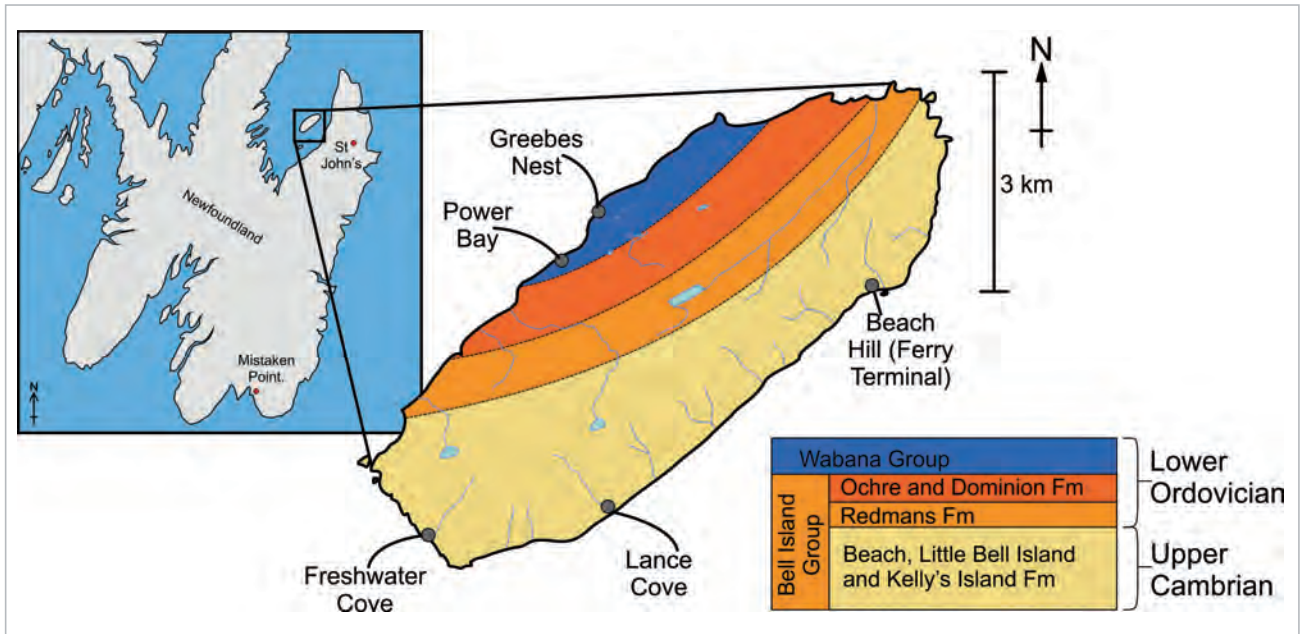 St
John's
Newfoundland
Mistaken
Point.
N
Greebes
Nest
Power
Bay
N
3 km
Beach
Hill (Ferry
Terminal)
Lance
Cove
Freshwater
Cove
Wabana Group
Bell Island
Group
Ochre and Dominion Fm
Redmans Fm
Beach, Little Bell Island
and Kelly's Island Fm
Lower
Ordovician
Upper
Cambrian